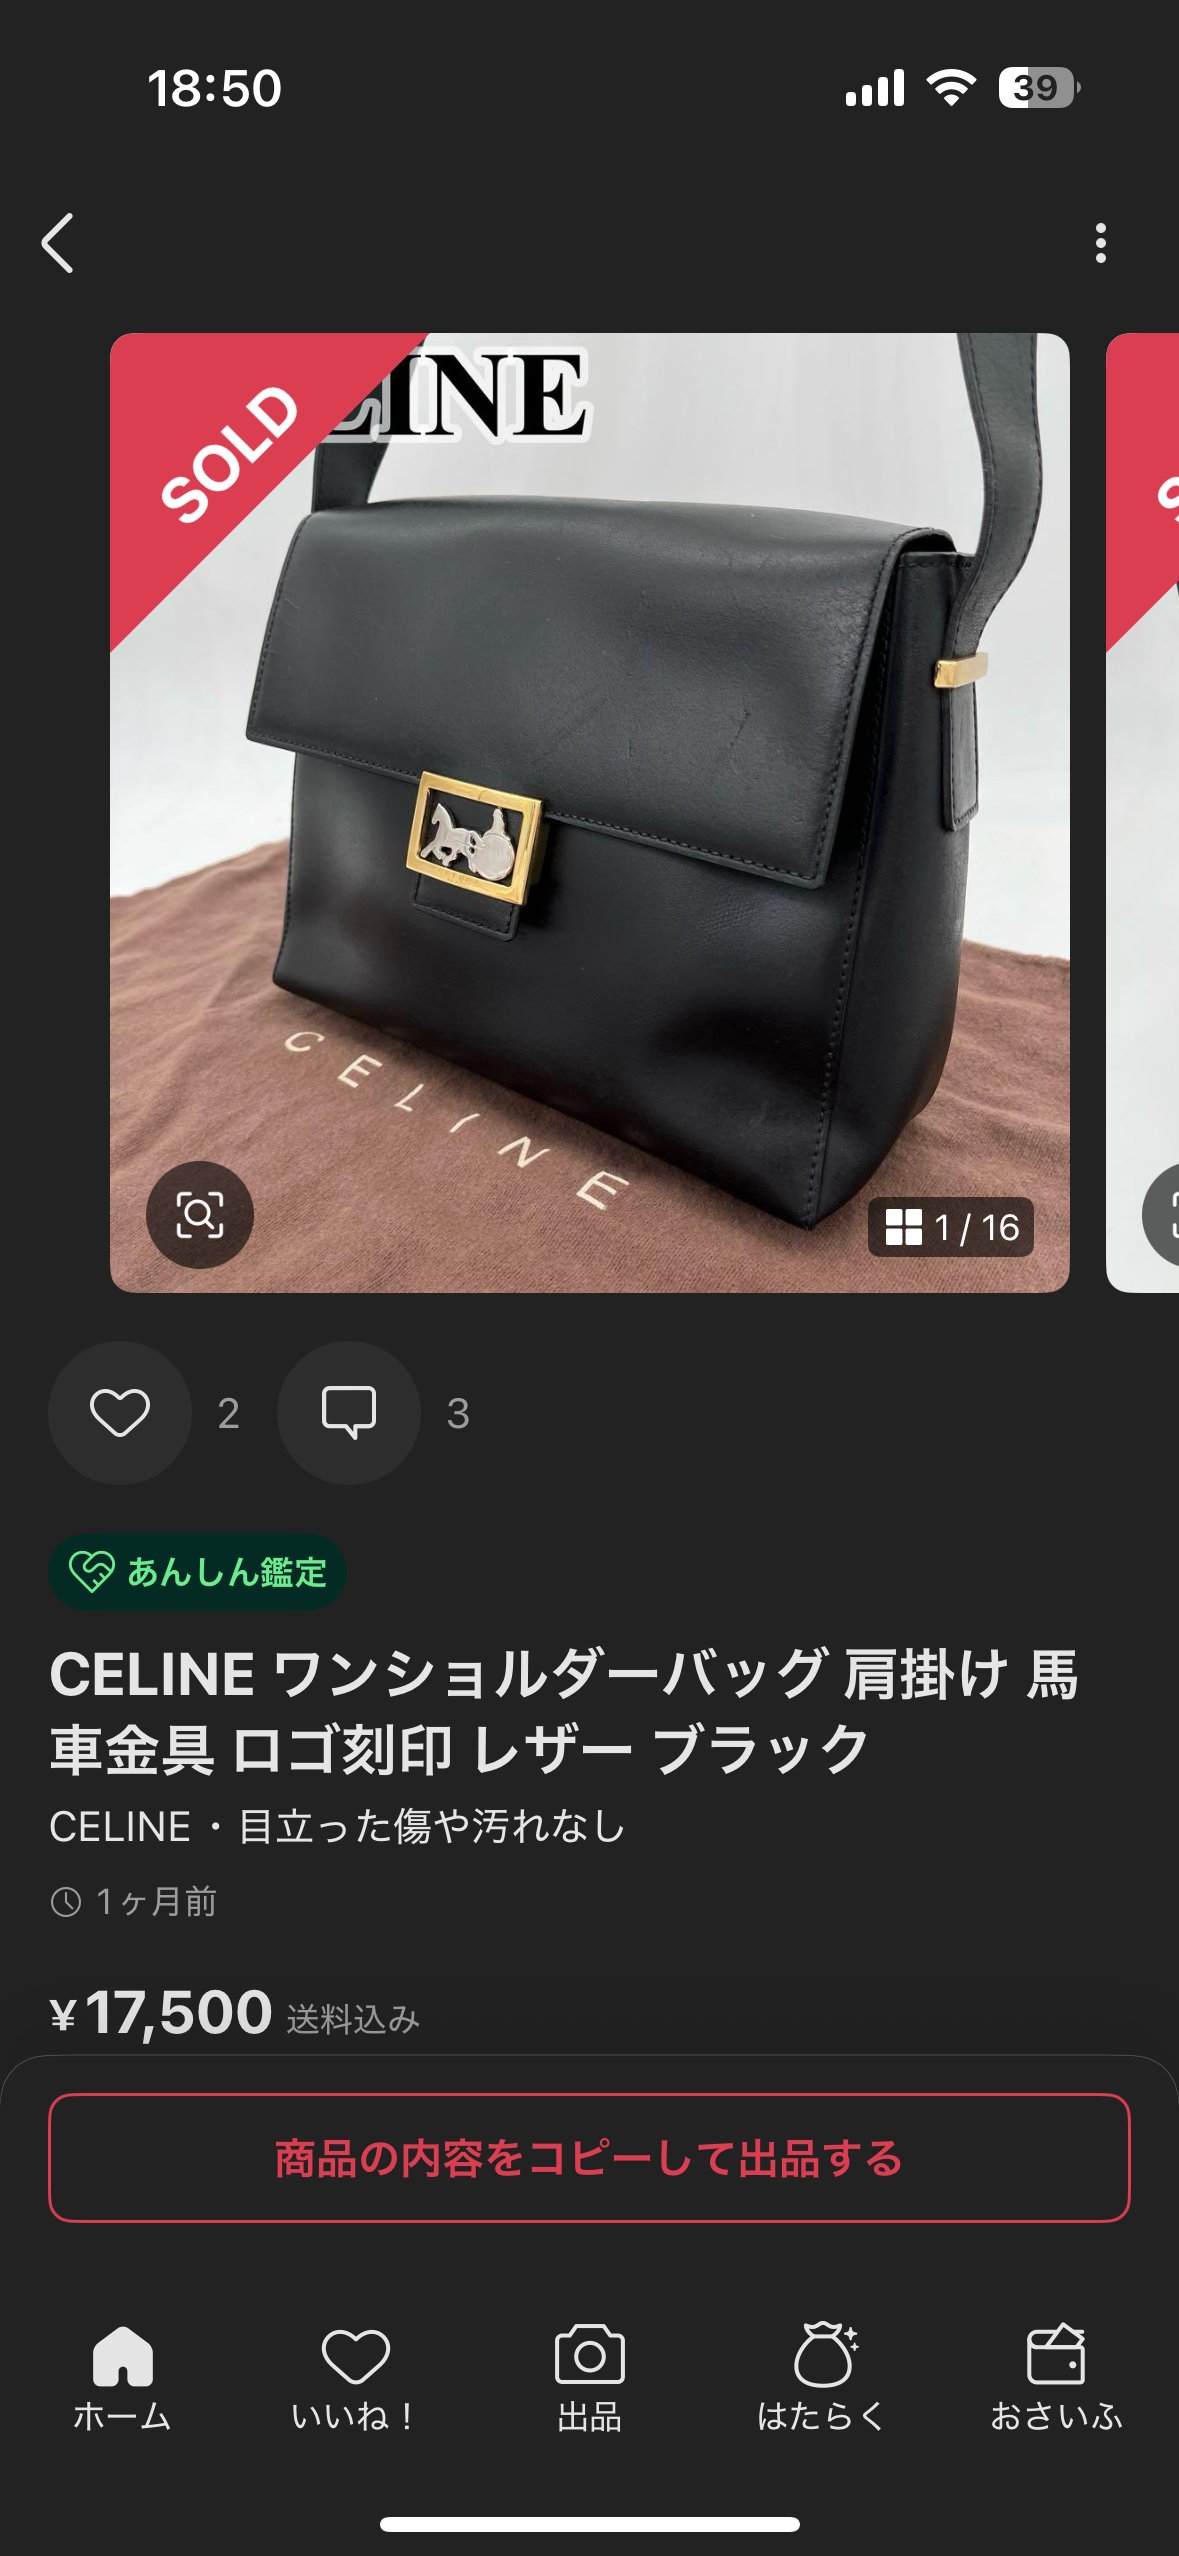 18:50
39
SOLD
LINE
CELINE
1 / 16
2
3
あんしん鑑定
CELINE ワンショルダーバッグ 肩掛け 馬
車金具 ロゴ刻印 レザー ブラック
CELINE・目立った傷や汚れなし
1ヶ月前
¥17,500 送料込み
商品の内容をコピーして出品する
ホーム
いいね！
出品
はたらく
おさいふ